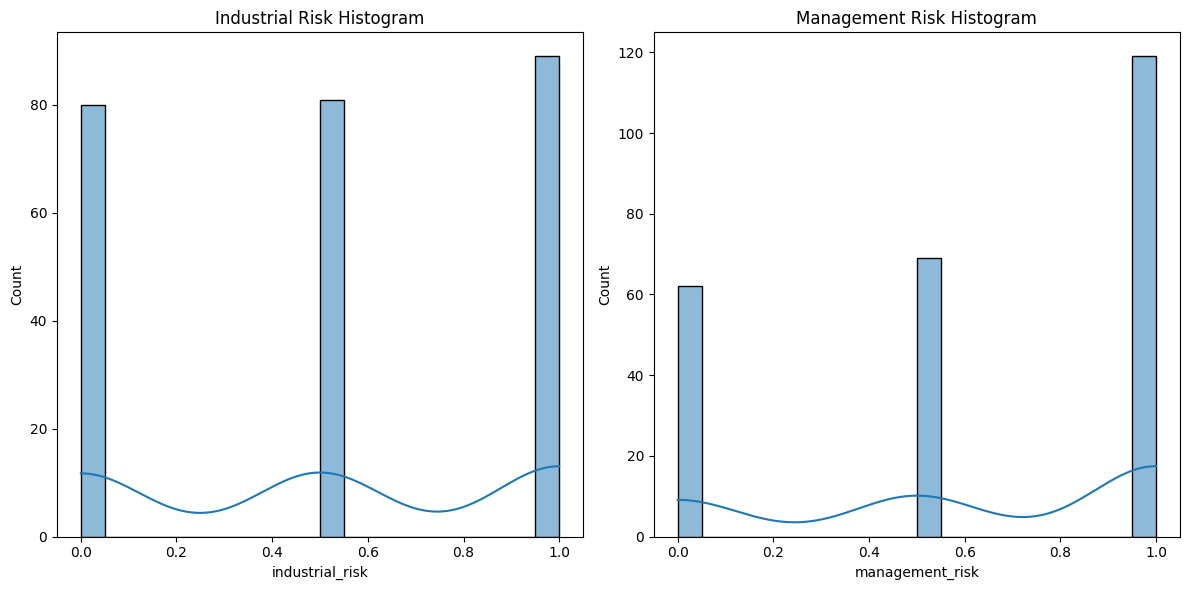 Industrial Risk Histogram
Count
80
60
40
20
0
0.0 0.2 0.4 0.6 0.8 1.0
industrial_risk
Management Risk Histogram
Count
120
100
80
60
40
20
0
0.0 0.2 0.4 0.6 0.8 1.0
management_risk